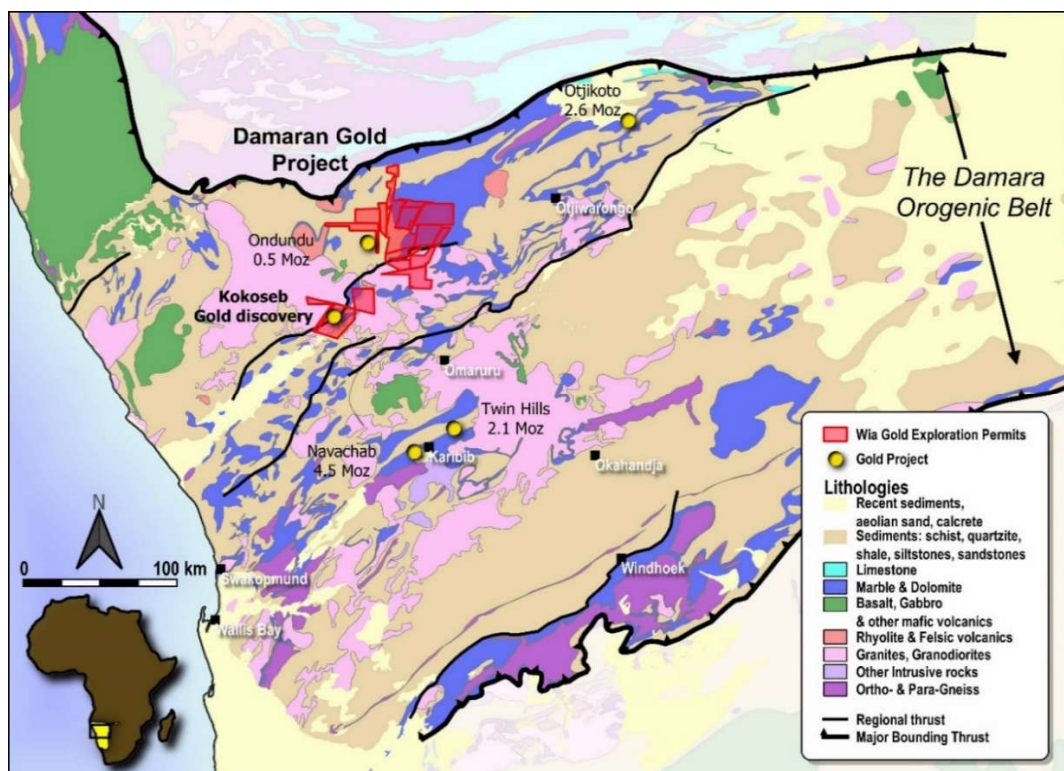 Otjikoto
2.6 Moz
Damaran Gold
Project
The Damara
Orogenic Belt
Otjiwarongo
Ondundu
0.5 Moz
Kokoseb
Gold discovery
Omaruru
Twin Hills
2.1 Moz
Navachab
4.5 Moz
Karibib
Okahandja
N
0 100 km
Swakopmund
Windhoek
Wallis Bay
Wia Gold Exploration Permits
Gold Project
Lithologies
Recent sediments,
aeolian sand, calcrete
Sediments: schist, quartzite,
shale, siltstones, sandstones
Limestone
Marble & Dolomite
Basalt, Gabbro
& other mafic volcanics
Rhyolite & Felsic volcanics
Granites, Granodiorites
Other Intrusive rocks
Ortho- & Para-Gneiss
Regional thrust
Major Bounding Thrust